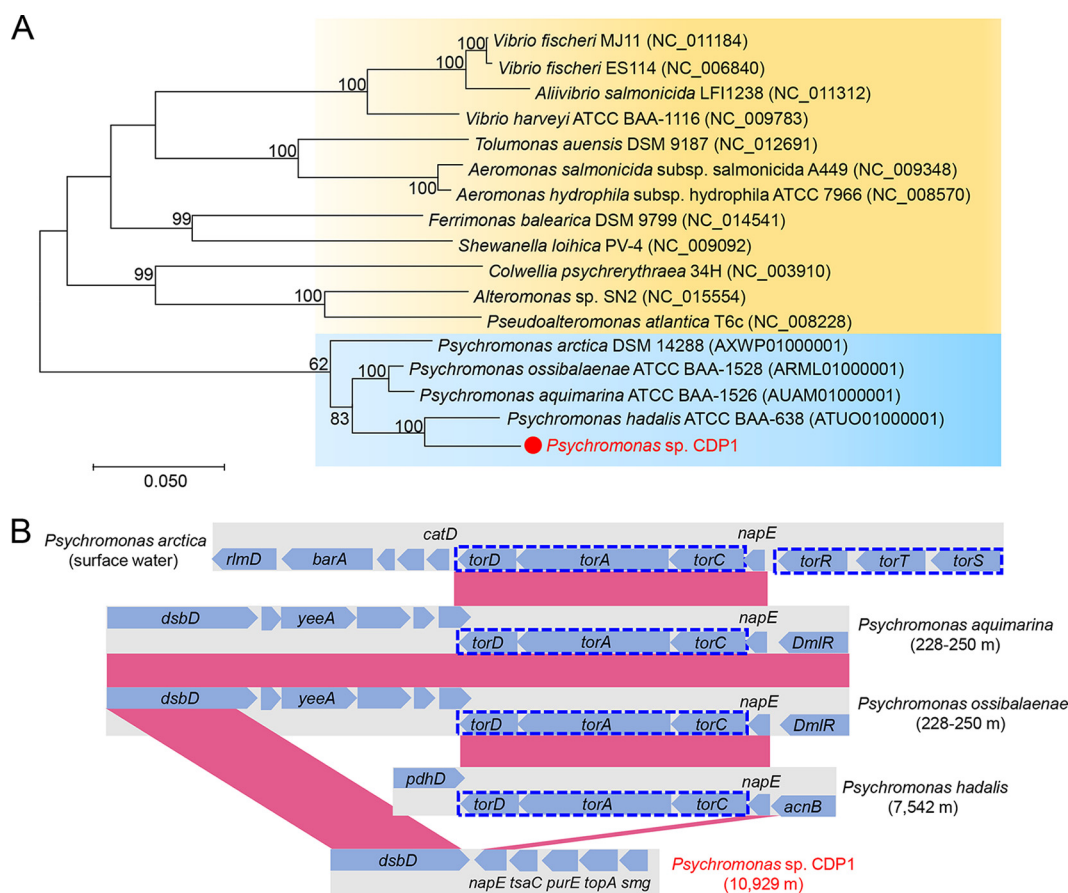 A
100
Vibrio fischeri MJ11 (NC_011184)
100
Vibrio fischeri ES114 (NC_006840)
100
Aliivibrio salmonicida LFI1238 (NC_011312)
Vibrio harveyi ATCC BAA-1116 (NC_009783)
Tolumonas auensis DSM 9187 (NC_012691)
100
Aeromonas salmonicida subsp. salmonicida A449 (NC_009348)
100
Aeromonas hydrophila subsp. hydrophila ATCC 7966 (NC_008570)
Ferrimonas balearica DSM 9799 (NC_014541)
99
Shewanella loihica PV-4 (NC_009092)
Colwellia psychrerythraea 34H (NC_003910)
99
Alteromonas sp. SN2 (NC_015554)
100
Pseudoalteromonas atlantica T6c (NC_008228)
Psychromonas arctica DSM 14288 (AXWP01000001)
62
Psychromonas ossibalaenae ATCC BAA-1528 (ARML01000001)
100
Psychromonas aquimarina ATCC BAA-1526 (AUAM01000001)
83
Psychromonas hadalis ATCC BAA-638 (ATUO01000001)
100
Psychromonas sp. CDP1
0.050
B
Psychromonas arctica
(surface water)
catD napE
rlmD barA torD torA torC torR torT torS
dsbD yeeA
napE
torD torA torC DmlR
Psychromonas aquimarina
(228-250 m)
dsbD yeeA
napE
torD torA torC DmlR
Psychromonas ossibalaenae
(228-250 m)
pdhD
napE
torD torA torC acnB
Psychromonas hadalis
(7,542 m)
dsbD
napE tsaC purE topA smg
Psychromonas sp. CDP1
(10,929 m)